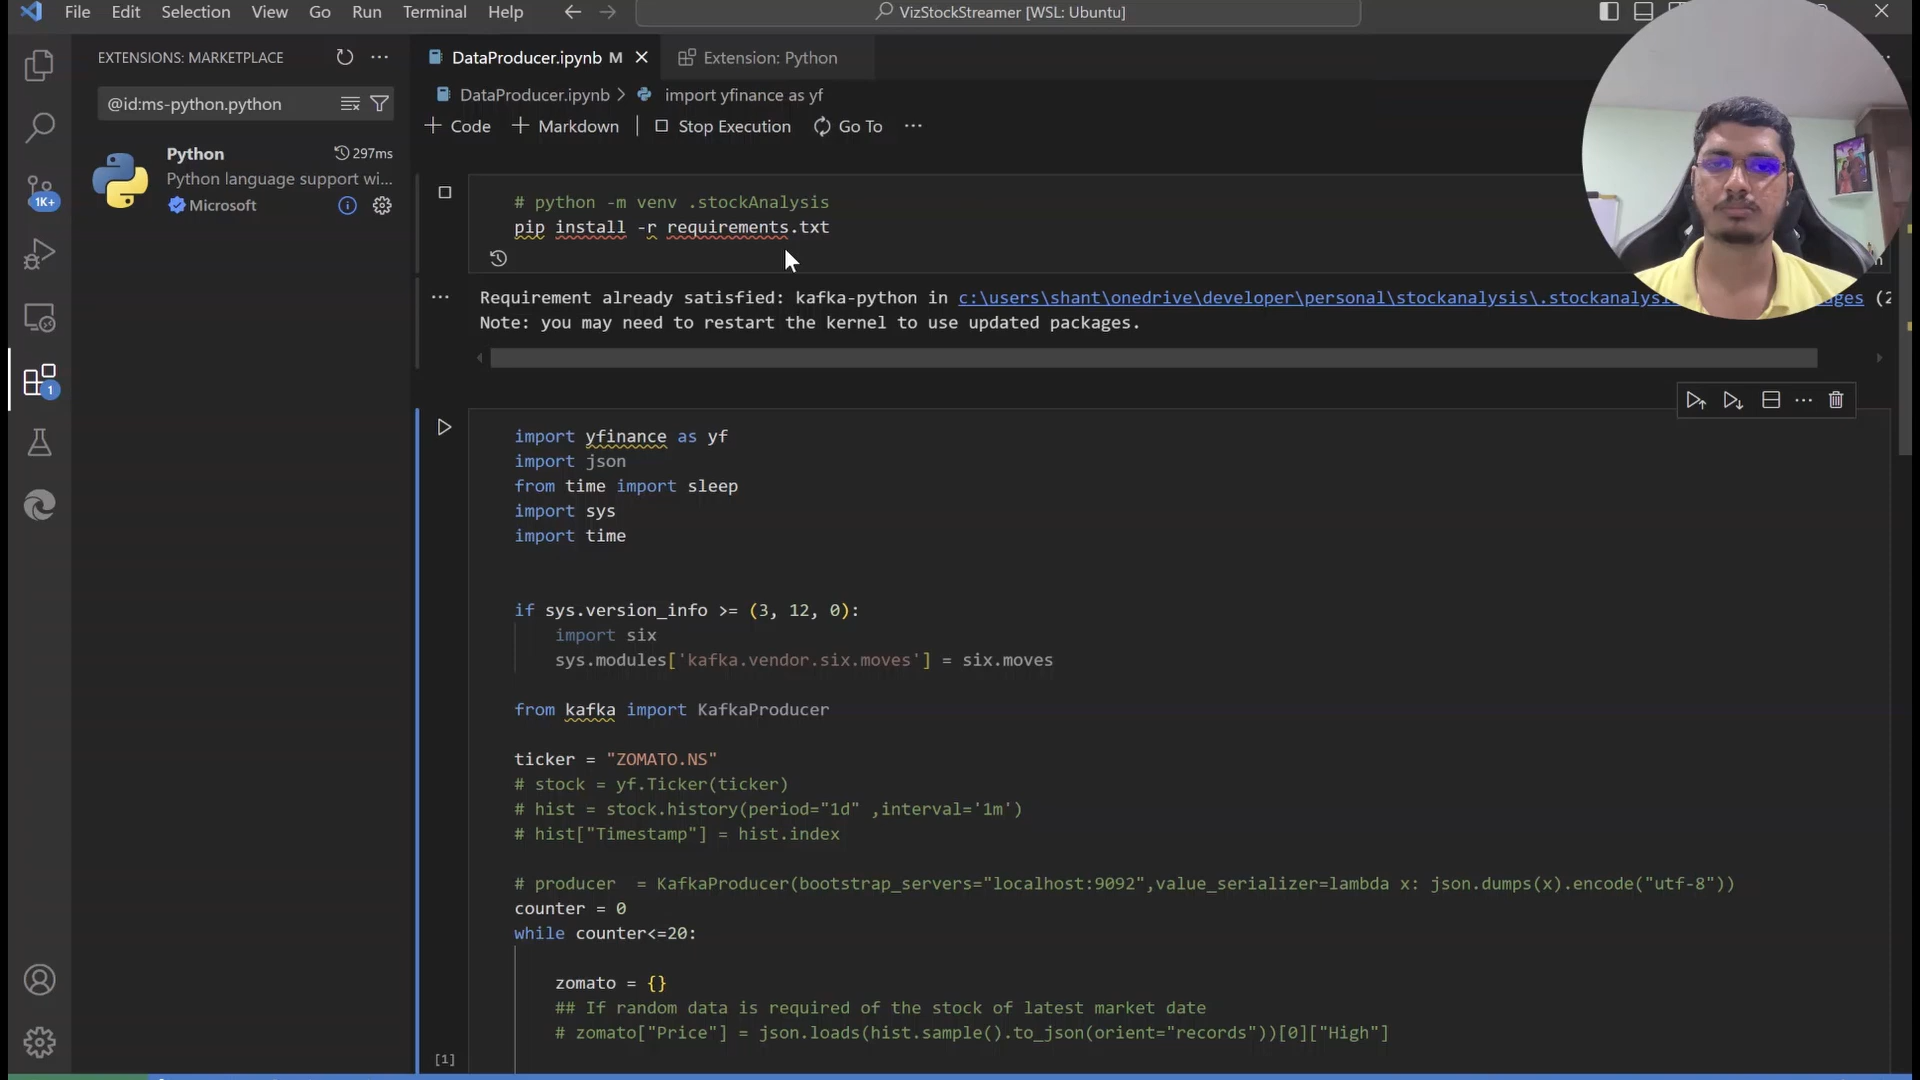 File Edit Selection View Go Run Terminal Help
VizStockStreamer [WSL: Ubuntu]
EXTENSIONS: MARKETPLACE
@id:ms-python.python
Python 297ms
Python language support wi...
Microsoft
1K+
1
DataProducer.ipynb M
Extension: Python
DataProducer.ipynb > import yfinance as yf
+ Code + Markdown Stop Execution Go To ...
# python -m venv .stockAnalysis
pip install -r requirements.txt
Requirement already satisfied: kafka-python in c:\users\shant\onedrive\developer\personal\stockanalysis\.stockanalys
Note: you may need to restart the kernel to use updated packages.
import yfinance as yf
import json
from time import sleep
import sys
import time
if sys.version_info >= (3, 12, 0):
import six
sys.modules['kafka.vendor.six.moves'] = six.moves
from kafka import KafkaProducer
ticker = "ZOMATO.NS"
# stock = yf.Ticker(ticker)
# hist = stock.history(period="1d" ,interval='1m')
# hist["Timestamp"] = hist.index
# producer  = KafkaProducer(bootstrap_servers="localhost:9092",value_serializer=lambda x: json.dumps(x).encode("utf-8"))
counter = 0
while counter<=20:
zomato = {}
## If random data is required of the stock of latest market date
# zomato["Price"] = json.loads(hist.sample().to_json(orient="records"))[0]["High"]
[1]